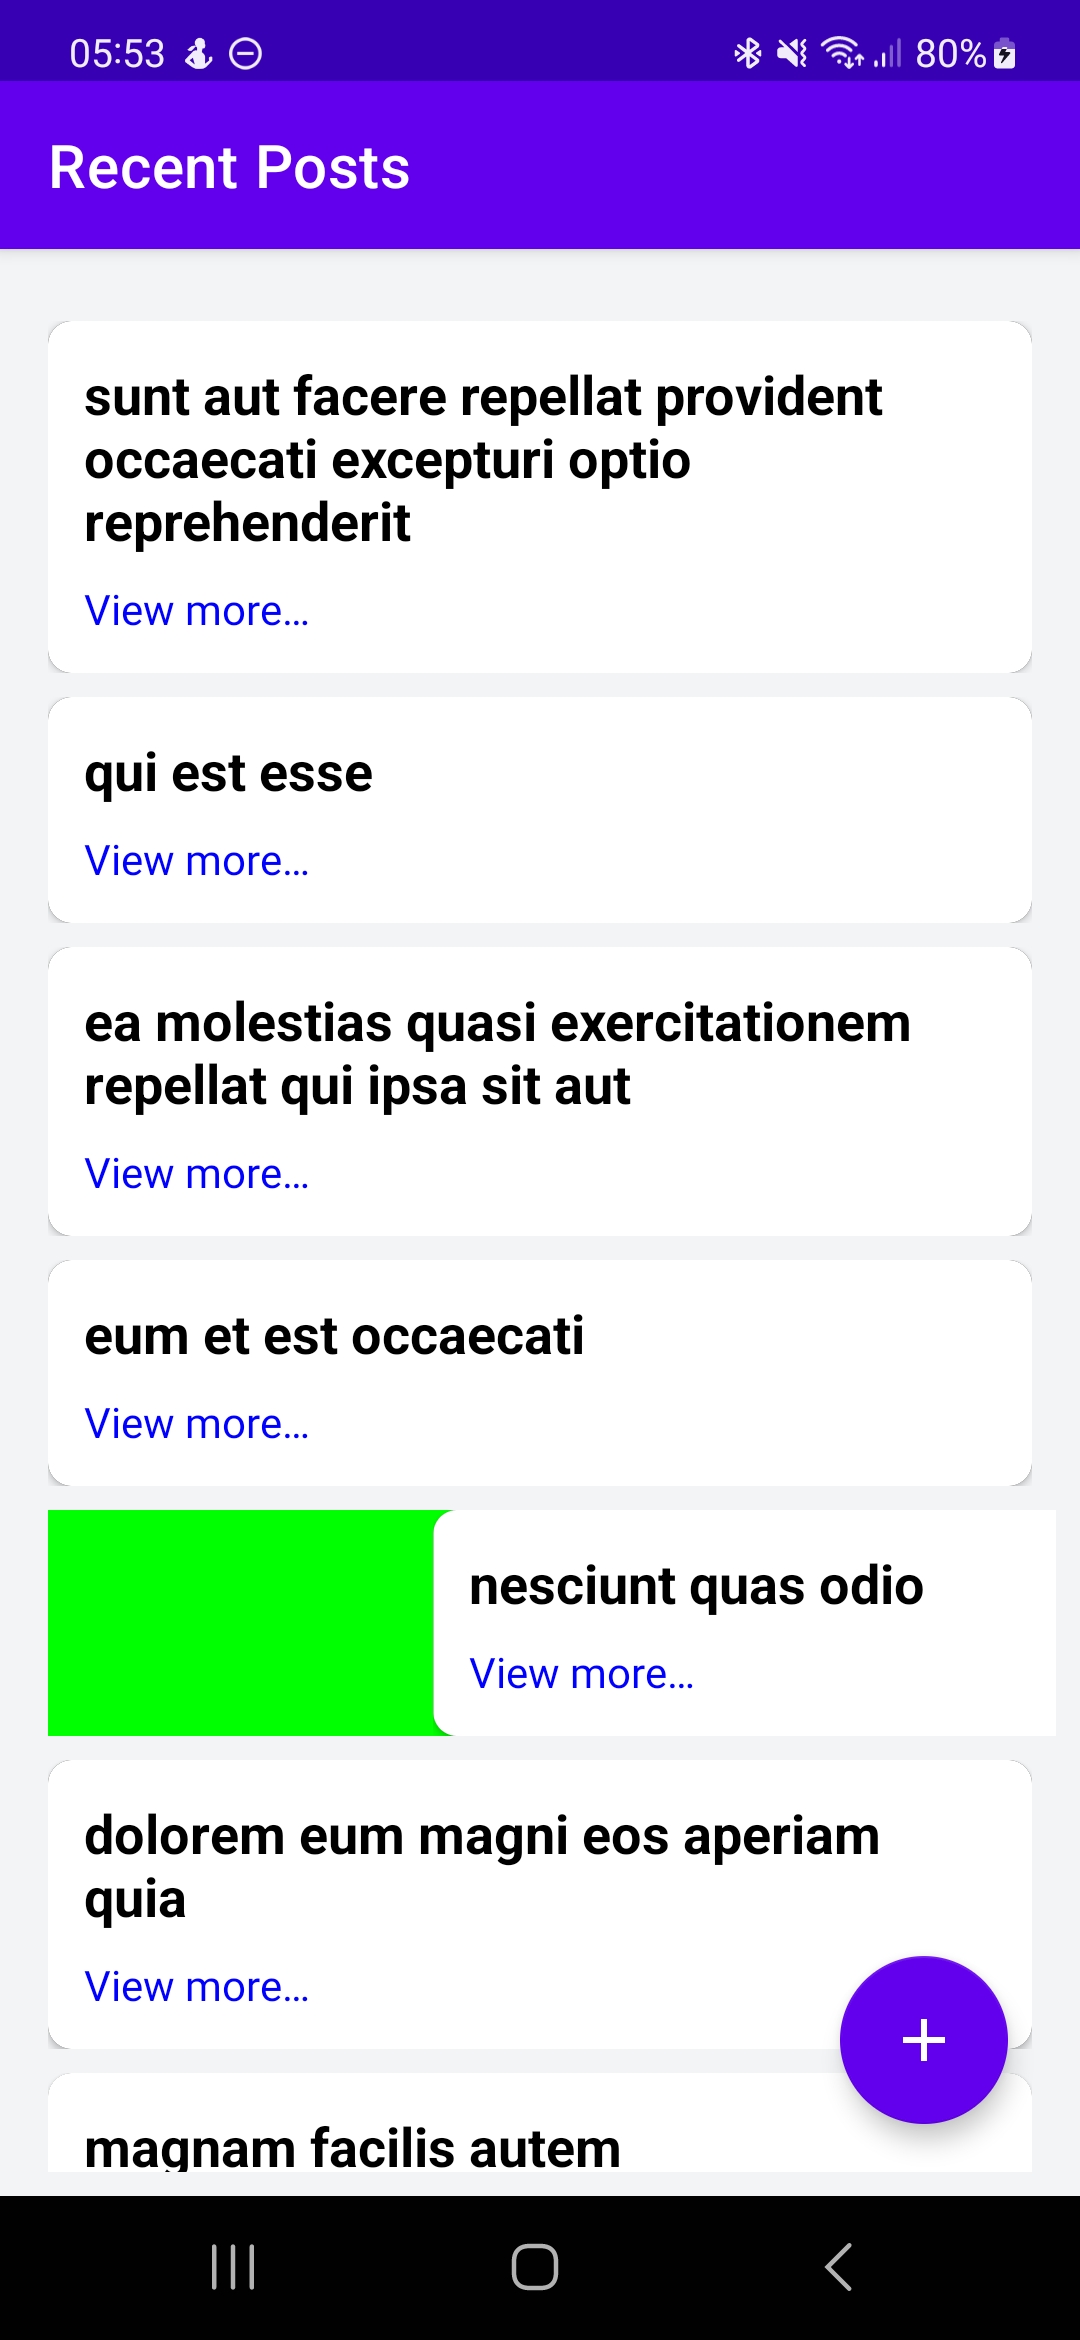 05:53 80%
Recent Posts
sunt aut facere repellat provident
occaecati excepturi optio
reprehenderit
View more...
qui est esse
View more...
ea molestias quasi exercitationem
repellat qui ipsa sit aut
View more...
eum et est occaecati
View more...
nesciunt quas odio
View more...
dolorem eum magni eos aperiam
quia
View more...
magnam facilis autem